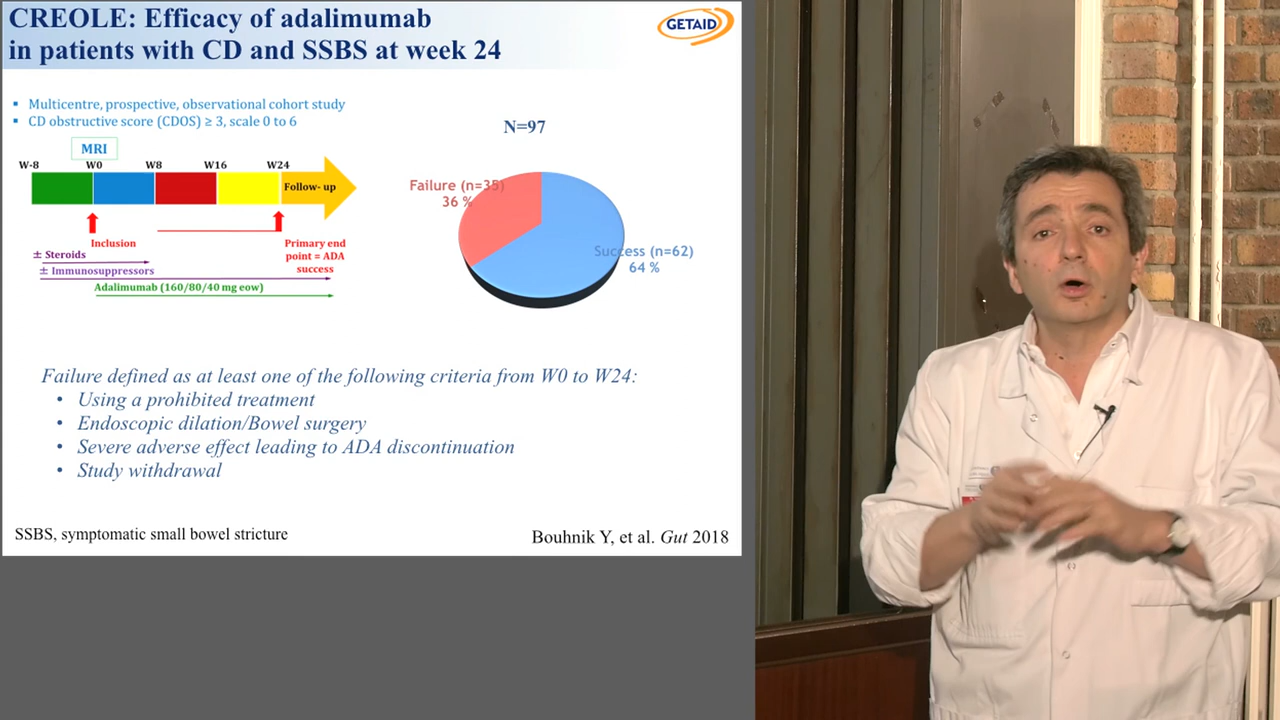 CREOLE: Efficacy of adalimumab
in patients with CD and SSBS at week 24
GETAID
▪ Multicentre, prospective, observational cohort study
▪ CD obstructive score (CDOS) ≥ 3, scale 0 to 6
MRI
W-8 W0 W8 W16 W24
Follow- up
Inclusion
Primary end
point = ADA
success
± Steroids
± Immunosuppressors
Adalimumab (160/80/40 mg eow)
N=97
Failure (n=35)
36 %
Success (n=62)
64 %
Failure defined as at least one of the following criteria from W0 to W24:
• Using a prohibited treatment
• Endoscopic dilation/Bowel surgery
• Severe adverse effect leading to ADA discontinuation
• Study withdrawal
SSBS, symptomatic small bowel stricture
Bouhnik Y, et al. Gut 2018